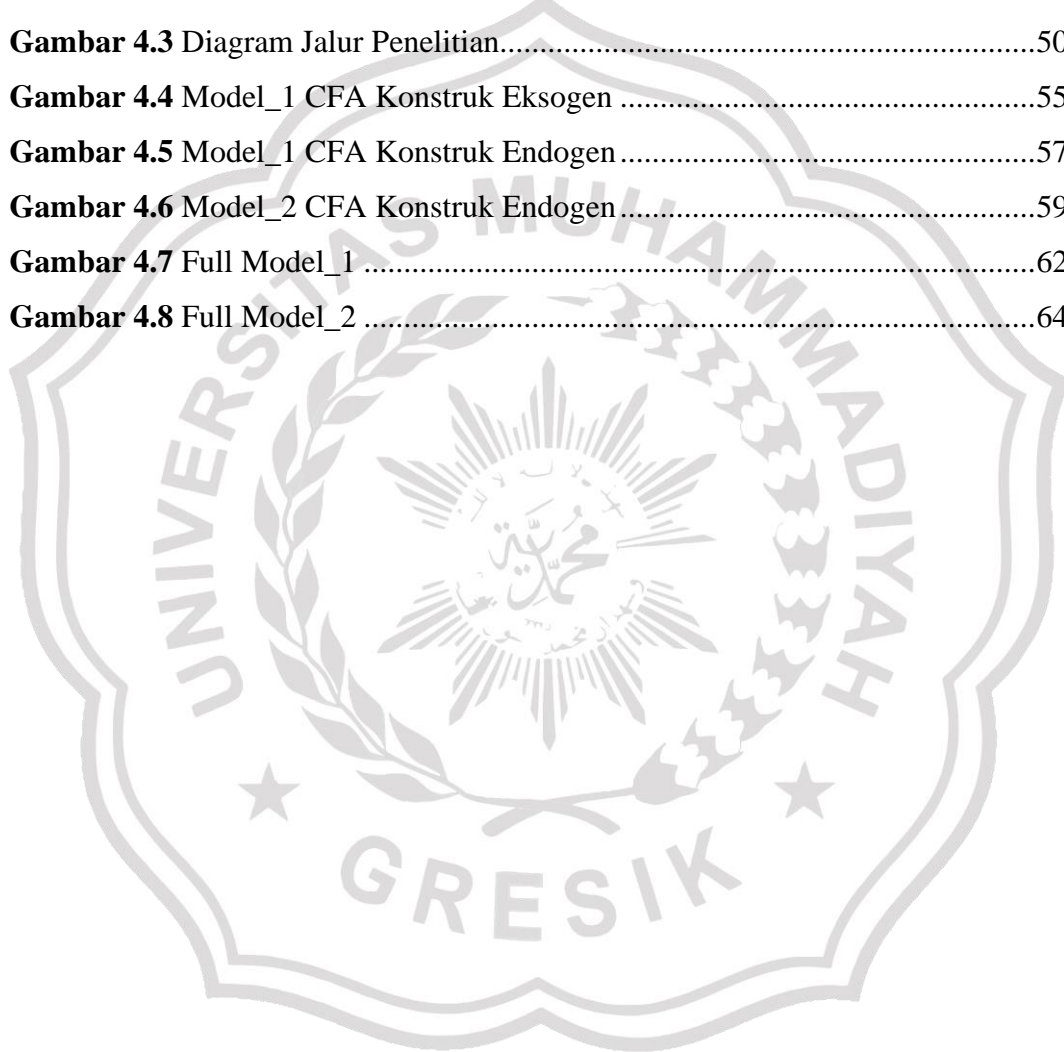 Gambar 4.3 Diagram Jalur Penelitian....................................................................50
Gambar 4.4 Model_1 CFA Konstruk Eksogen .....................................................55
Gambar 4.5 Model_1 CFA Konstruk Endogen.....................................................57
Gambar 4.6 Model_2 CFA Konstruk Endogen.....................................................59
Gambar 4.7 Full Model_1 .....................................................................................62
Gambar 4.8 Full Model_2 .....................................................................................64
UNIVERSITAS MUHAMMADIYAH
GRESIK